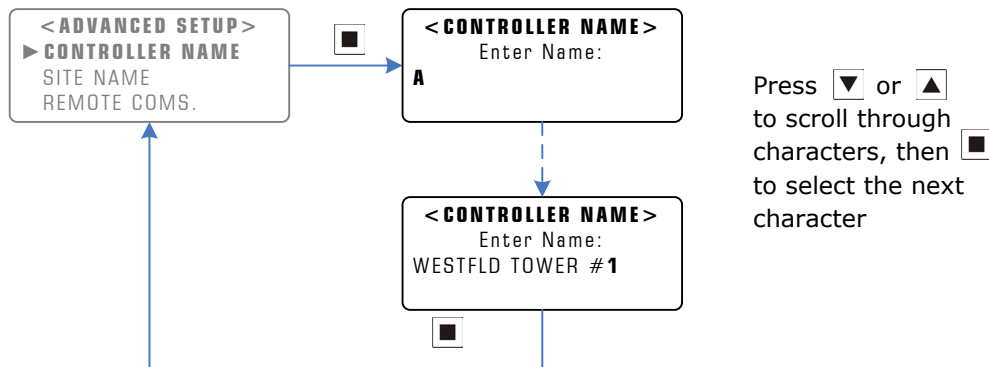 <ADVANCED SETUP>
►CONTROLLER NAME
SITE NAME
REMOTE COMS.
<CONTROLLER NAME>
Enter Name:
A
<CONTROLLER NAME>
Enter Name:
WESTFLD TOWER #1
Press ▼ or ▲
to scroll through
characters, then ■
to select the next
character